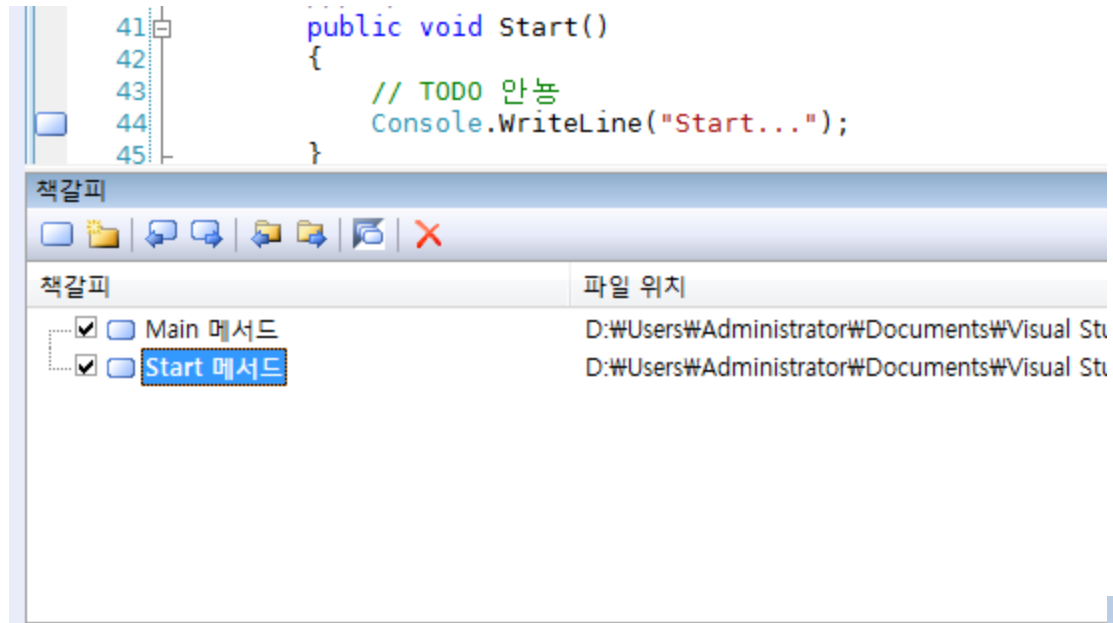 41 public void Start()
42 {
43 // TODO 안뇽
44 Console.WriteLine("Start...");
45 }
책갈피
책갈피 파일 위치
Main 메서드 D:₩Users₩Administrator₩Documents₩Visual Stu
Start 메서드 D:₩Users₩Administrator₩Documents₩Visual Stu